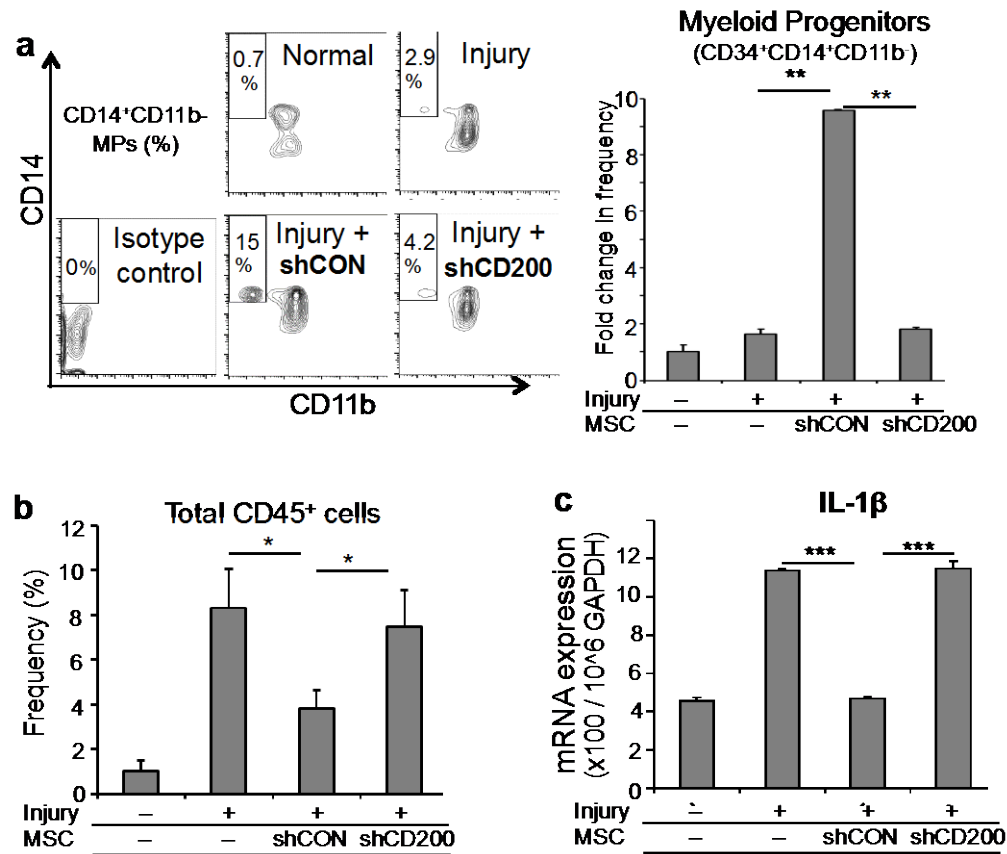 a
CD14⁺CD11b⁻
MPs (%)
0.7
%
Normal
2.9
%
Injury
CD14
0%
Isotype
control
15
%
Injury +
shCON
4.2
%
Injury +
shCD200
CD11b
Myeloid Progenitors
(CD34⁺CD14⁺CD11b⁻)
**
**
Fold change in frequency
10
8
6
4
2
0
Injury – + + +
MSC – – shCON shCD200
b
Total CD45⁺ cells
*
*
Frequency (%)
12
10
8
6
4
2
0
Injury – + + +
MSC – – shCON shCD200
c
IL-1β
***
***
mRNA expression
(x100 / 10^6 GAPDH)
12
10
8
6
4
2
0
Injury - + + +
MSC – – shCON shCD200